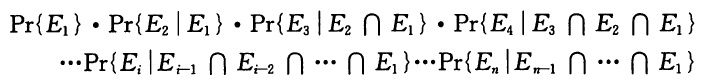 Pr{E₁} • Pr{E₂|E₁} • Pr{E₃|E₂ ⋂ E₁} • Pr{E₄|E₃ ⋂ E₂ ⋂ E₁}
⋯Pr{Eᵢ|Eᵢ₋₁ ⋂ Eᵢ₋₂ ⋂ ⋯ ⋂ E₁}⋯Pr{Eₙ|Eₙ₋₁ ⋂ ⋯ ⋂ E₁}